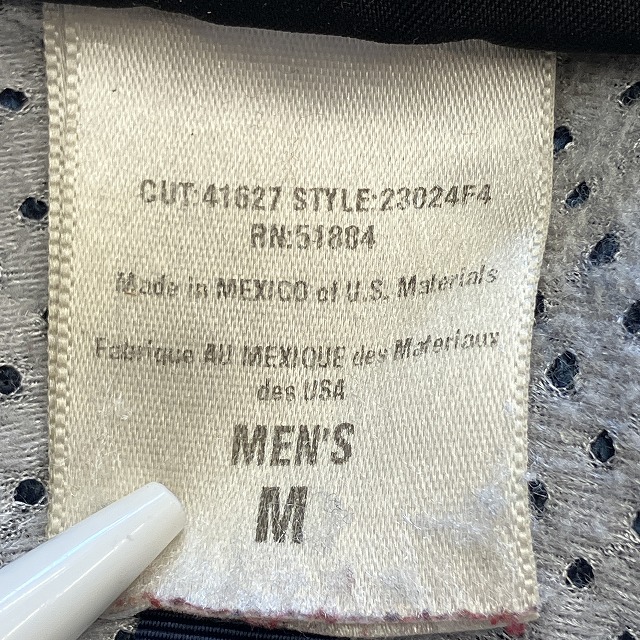 CUT:41627 STYLE:23024F4
RN:51884
Made in MEXICO of U.S. Materials
Fabrique AU MEXIQUE des Materiaux
des USA
MEN'S
M